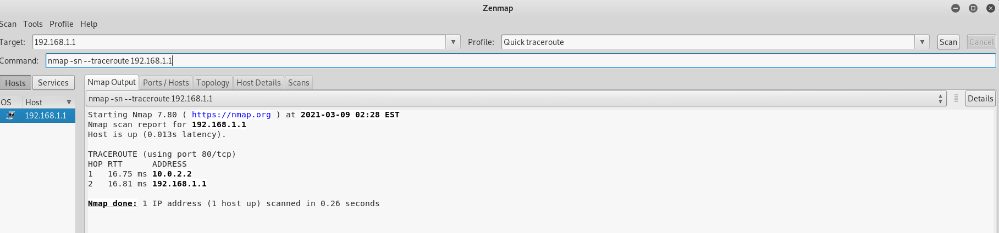 Zenmap
Scan Tools Profile Help
Target: 192.168.1.1 Profile: Quick traceroute Scan Cancel
Command: nmap -sn --traceroute 192.168.1.1
Hosts Services Nmap Output Ports / Hosts Topology Host Details Scans
nmap -sn --traceroute 192.168.1.1 Details
OS Host
192.168.1.1
Starting Nmap 7.80 ( https://nmap.org ) at 2021-03-09 02:28 EST
Nmap scan report for 192.168.1.1
Host is up (0.013s latency).
TRACEROUTE (using port 80/tcp)
HOP RTT ADDRESS
1 16.75 ms 10.0.2.2
2 16.81 ms 192.168.1.1
Nmap done: 1 IP address (1 host up) scanned in 0.26 seconds